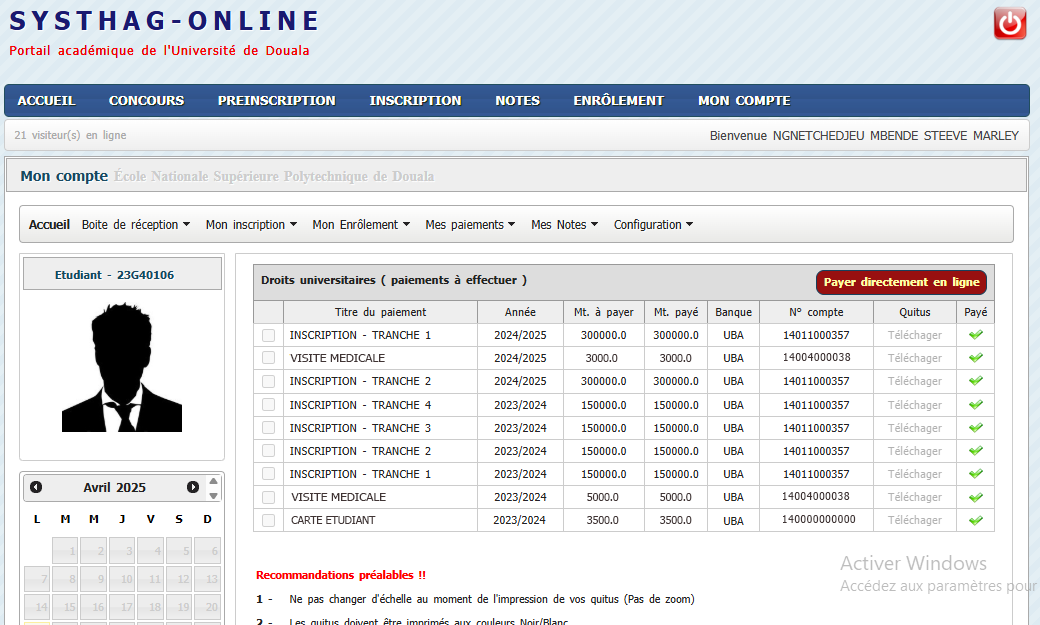 SYSTHAG-ONLINE
Portail académique de l'Université de Douala
ACCUEIL CONCOURS PREINSCRIPTION INSCRIPTION NOTES ENRÔLEMENT MON COMPTE
21 visiteur(s) en ligne
Bienvenue NGNETCHEDJEU MBENDE STEEVE MARLEY
Mon compte École Nationale Supérieure Polytechnique de Douala
Accueil Boite de réception Mon inscription Mon Enrôlement Mes paiements Mes Notes Configuration
Etudiant - 23G40106
Avril 2025
L M M J V S D
1 2 3 4 5 6
7 8 9 10 11 12 13
14 15 16 17 18 19 20
Droits universitaires ( paiements à effectuer )
Payer directement en ligne
Titre du paiement Année Mt. à payer Mt. payé Banque N° compte Quitus Payé
INSCRIPTION - TRANCHE 1 2024/2025 300000.0 300000.0 UBA 14011000357 Téléchager
VISITE MEDICALE 2024/2025 3000.0 3000.0 UBA 14004000038 Téléchager
INSCRIPTION - TRANCHE 2 2024/2025 300000.0 300000.0 UBA 14011000357 Téléchager
INSCRIPTION - TRANCHE 4 2023/2024 150000.0 150000.0 UBA 14011000357 Téléchager
INSCRIPTION - TRANCHE 3 2023/2024 150000.0 150000.0 UBA 14011000357 Téléchager
INSCRIPTION - TRANCHE 2 2023/2024 150000.0 150000.0 UBA 14011000357 Téléchager
INSCRIPTION - TRANCHE 1 2023/2024 150000.0 150000.0 UBA 14011000357 Téléchager
VISITE MEDICALE 2023/2024 5000.0 5000.0 UBA 14004000038 Téléchager
CARTE ETUDIANT 2023/2024 3500.0 3500.0 UBA 140000000000 Téléchager
Recommandations préalables !!
1 - Ne pas changer d'échelle au moment de l'impression de vos quitus (Pas de zoom)
2 - Les quitus doivent être imprimés aux couleurs Noir/Blanc
Activer Windows
Accédez aux paramètres pour